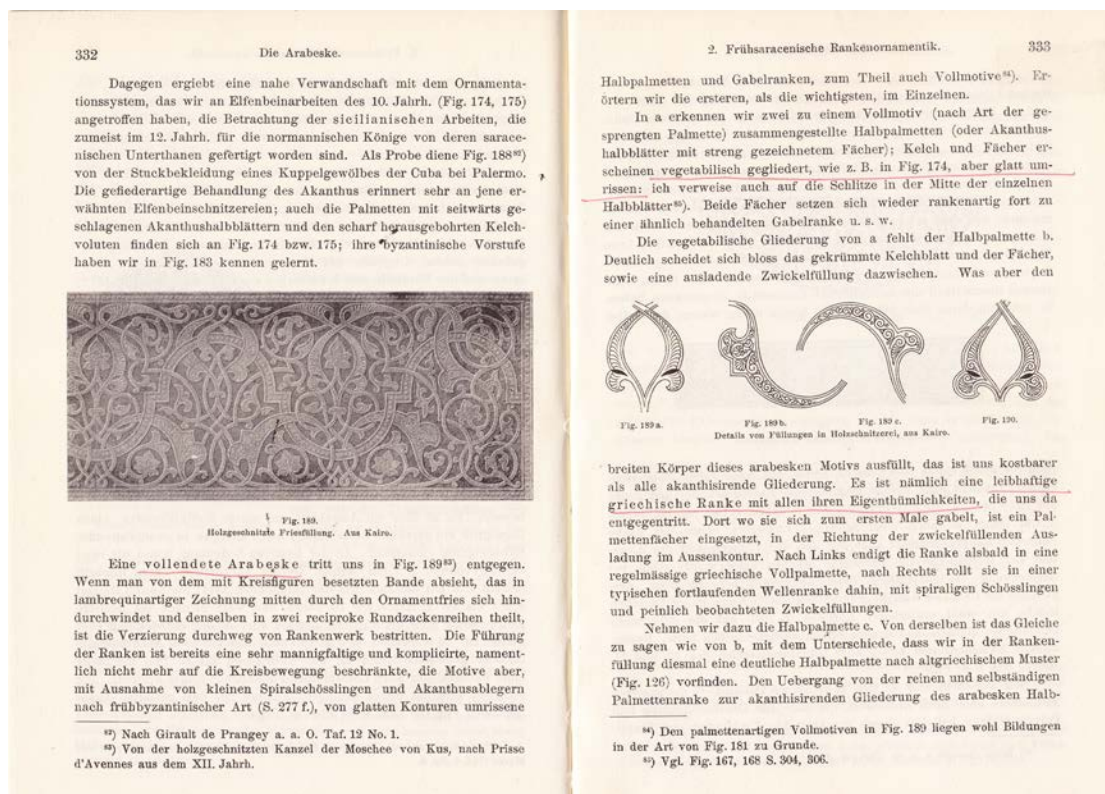 332
Die Arabeske.
Dagegen ergiebt eine nahe Verwandschaft mit dem Ornamenta-
tionssystem, das wir an Elfenbeinarbeiten des 10. Jahrh. (Fig. 174, 175)
angetroffen haben, die Betrachtung der sicilianischen Arbeiten, die
zumeist im 12. Jahrh. für die normannischen Könige von deren sarace-
nischen Unterthanen gefertigt worden sind. Als Probe diene Fig. 188⁸²)
von der Stuckbekleidung eines Kuppelgewölbes der Cuba bei Palermo.
Die gefiederartige Behandlung des Akanthus erinnert sehr an jene er-
wähnten Elfenbeinschnitzereien; auch die Palmetten mit seitwärts ge-
schlagenen Akanthushalbblättern und den scharf herausgebohrten Kelch-
voluten finden sich an Fig. 174 bzw. 175; ihre byzantinische Vorstufe
haben wir in Fig. 183 kennen gelernt.
Fig. 189.
Holzgeschnitzte Friesfüllung. Aus Kairo.
Eine vollendete Arabeske tritt uns in Fig. 189⁸³) entgegen.
Wenn man von dem mit Kreisfiguren besetzten Bande absieht, das in
lambrequinartiger Zeichnung mitten durch den Ornamentfries sich hin-
durchwindet und denselben in zwei reciproke Rundzackenreihen theilt,
ist die Verzierung durchweg von Rankenwerk bestritten. Die Führung
der Ranken ist bereits eine sehr mannigfaltige und komplicirte, nament-
lich nicht mehr auf die Kreisbewegung beschränkte, die Motive aber,
mit Ausnahme von kleinen Spiralschösslingen und Akanthusablegern
nach frühbyzantinischer Art (S. 277 f.), von glatten Konturen umrissene
⁸²) Nach Girault de Prangey a. a. O. Taf. 12 No. 1.
⁸³) Von der holzgeschnitzten Kanzel der Moschee von Kus, nach Prisse
d'Avennes aus dem XII. Jahrh.
2. Frühsaracenische Rankenornamentik.
333
Halbpalmetten und Gabelranken, zum Theil auch Vollmotive⁸⁴). Er-
örtern wir die ersteren, als die wichtigsten, im Einzelnen.
In a erkennen wir zwei zu einem Vollmotiv (nach Art der ge-
sprengten Palmette) zusammengestellte Halbpalmetten (oder Akanthus-
halbblätter mit streng gezeichnetem Fächer); Kelch und Fächer er-
scheinen vegetabilisch gegliedert, wie z. B. in Fig. 174, aber glatt um-
rissen: ich verweise auch auf die Schlitze in der Mitte der einzelnen
Halbblätter⁸⁵). Beide Fächer setzen sich wieder rankenartig fort zu
einer ähnlich behandelten Gabelranke u. s. w.
Die vegetabilische Gliederung von a fehlt der Halbpalmette b.
Deutlich scheidet sich bloss das gekrümmte Kelchblatt und der Fächer,
sowie eine ausladende Zwickelfüllung dazwischen. Was aber den
Fig. 189 a.
Fig. 189 b.
Fig. 189 c.
Fig. 190.
Details von Füllungen in Holzschnitzerei, aus Kairo.
breiten Körper dieses arabesken Motivs ausfüllt, das ist uns kostbarer
als alle akanthisirende Gliederung. Es ist nämlich eine leibhaftige
griechische Ranke mit allen ihren Eigenthümlichkeiten, die uns da
entgegentritt. Dort wo sie sich zum ersten Male gabelt, ist ein Pal-
mettenfächer eingesetzt, in der Richtung der zwickelfüllenden Aus-
ladung im Aussenkontur. Nach Links endigt die Ranke alsbald in eine
regelmässige griechische Vollpalmette, nach Rechts rollt sie in einer
typischen fortlaufenden Wellenranke dahin, mit spiraligen Schösslingen
und peinlich beobachteten Zwickelfüllungen.
Nehmen wir dazu die Halbpalmette c. Von derselben ist das Gleiche
zu sagen wie von b, mit dem Unterschiede, dass wir in der Ranken-
füllung diesmal eine deutliche Halbpalmette nach altgriechischem Muster
(Fig. 126) vorfinden. Den Uebergang von der reinen und selbständigen
Palmettenranke zur akanthisirenden Gliederung des arabesken Halb-
⁸⁴) Den palmettenartigen Vollmotiven in Fig. 189 liegen wohl Bildungen
in der Art von Fig. 181 zu Grunde.
⁸⁵) Vgl. Fig. 167, 168 S. 304, 306.